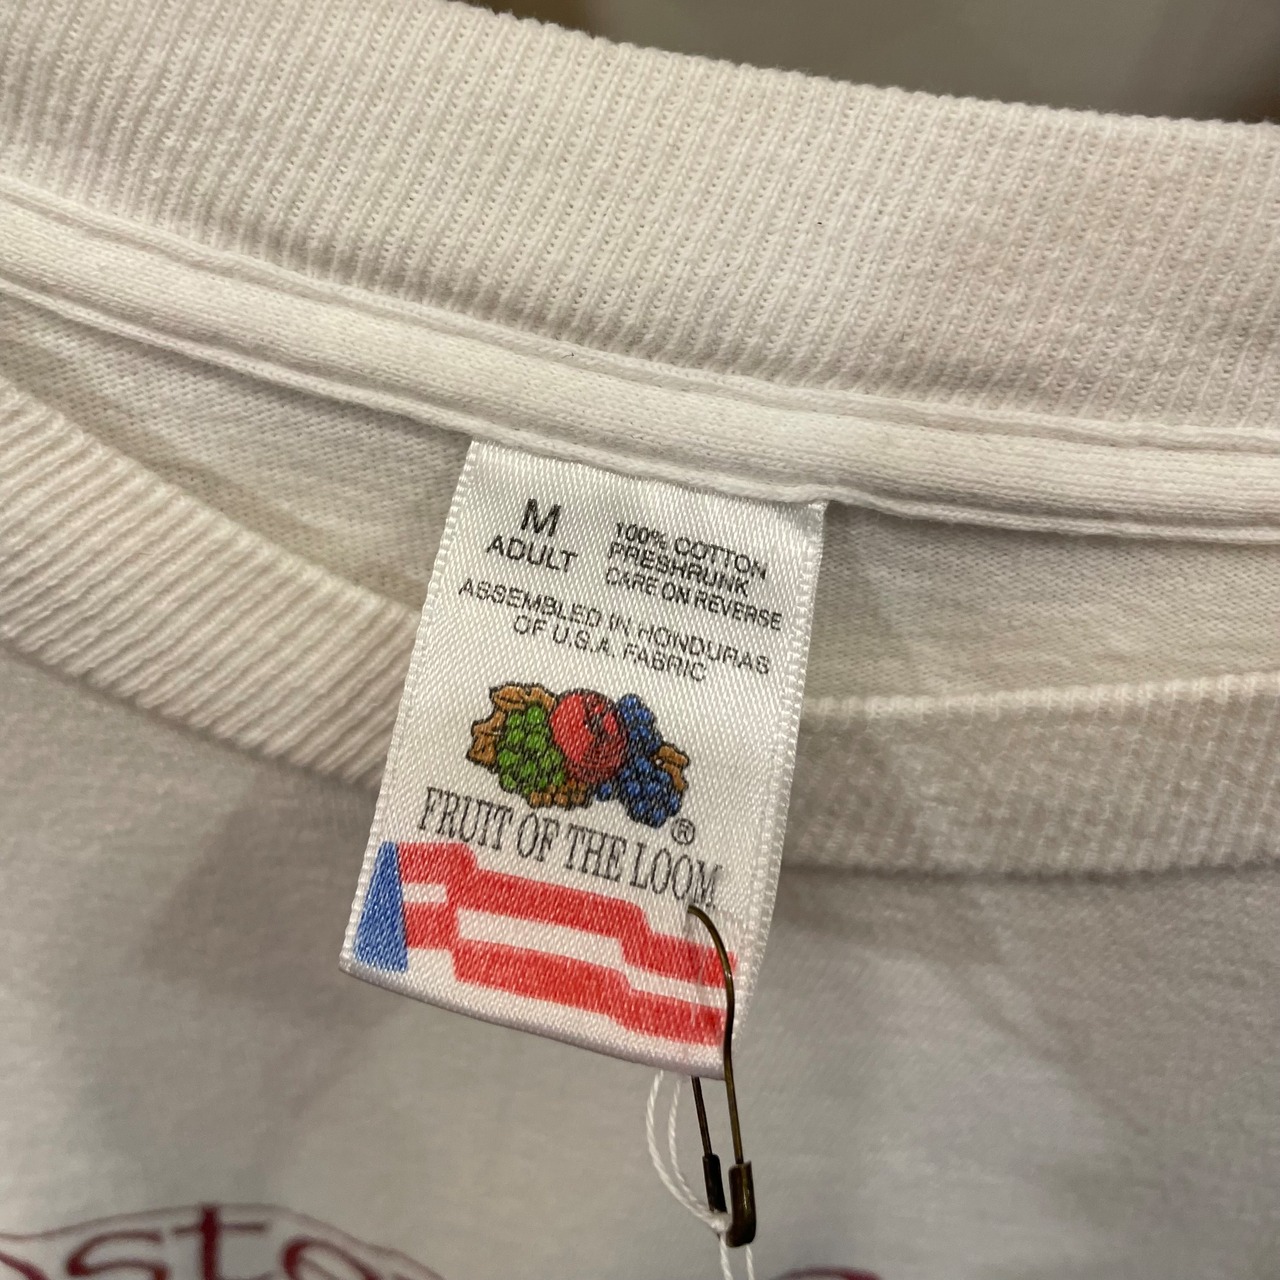 M
ADULT
100% COTTON
PRESHRUNK
CARE ON REVERSE
ASSEMBLED IN HONDURAS
OF U.S.A. FABRIC
FRUIT OF THE LOOM®